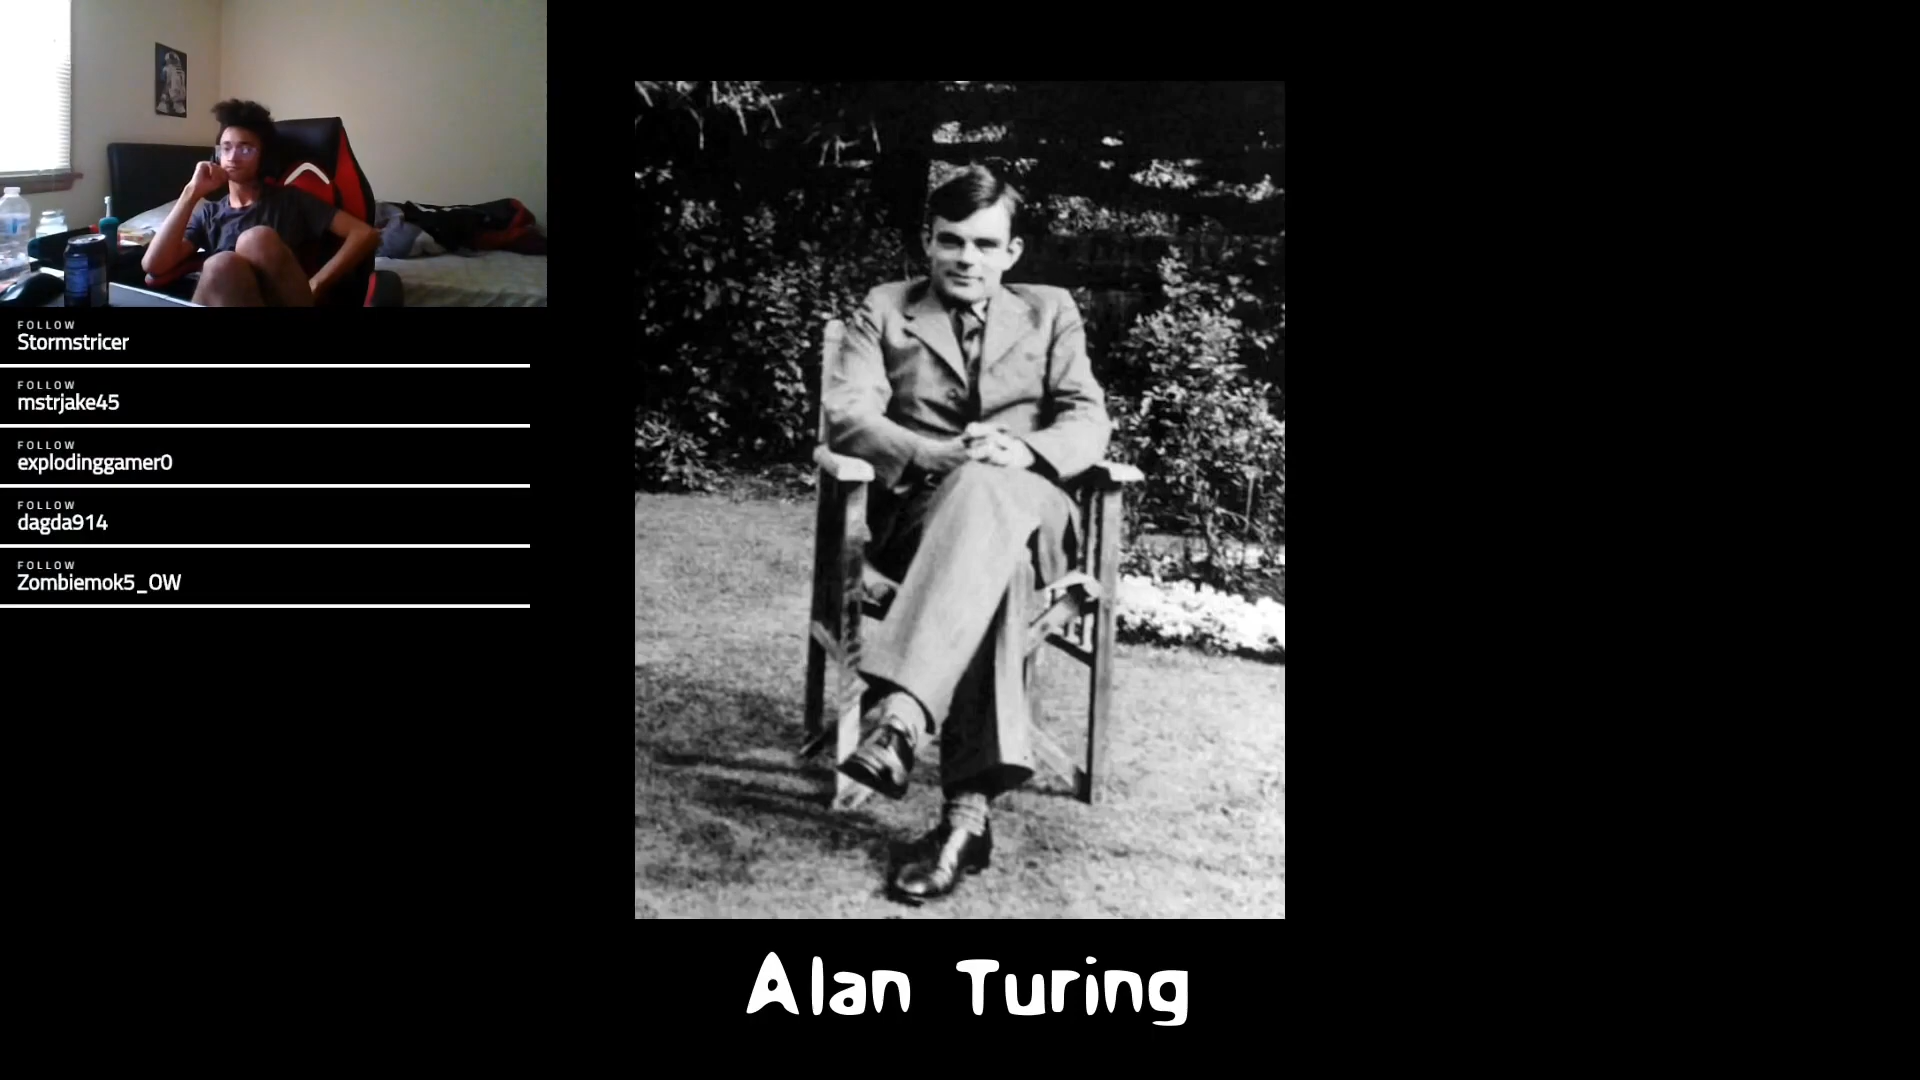 FOLLOW
Stormstricer
FOLLOW
mstrjake45
FOLLOW
explodinggamer0
FOLLOW
dagda914
FOLLOW
Zombiemok5_OW
Alan Turing